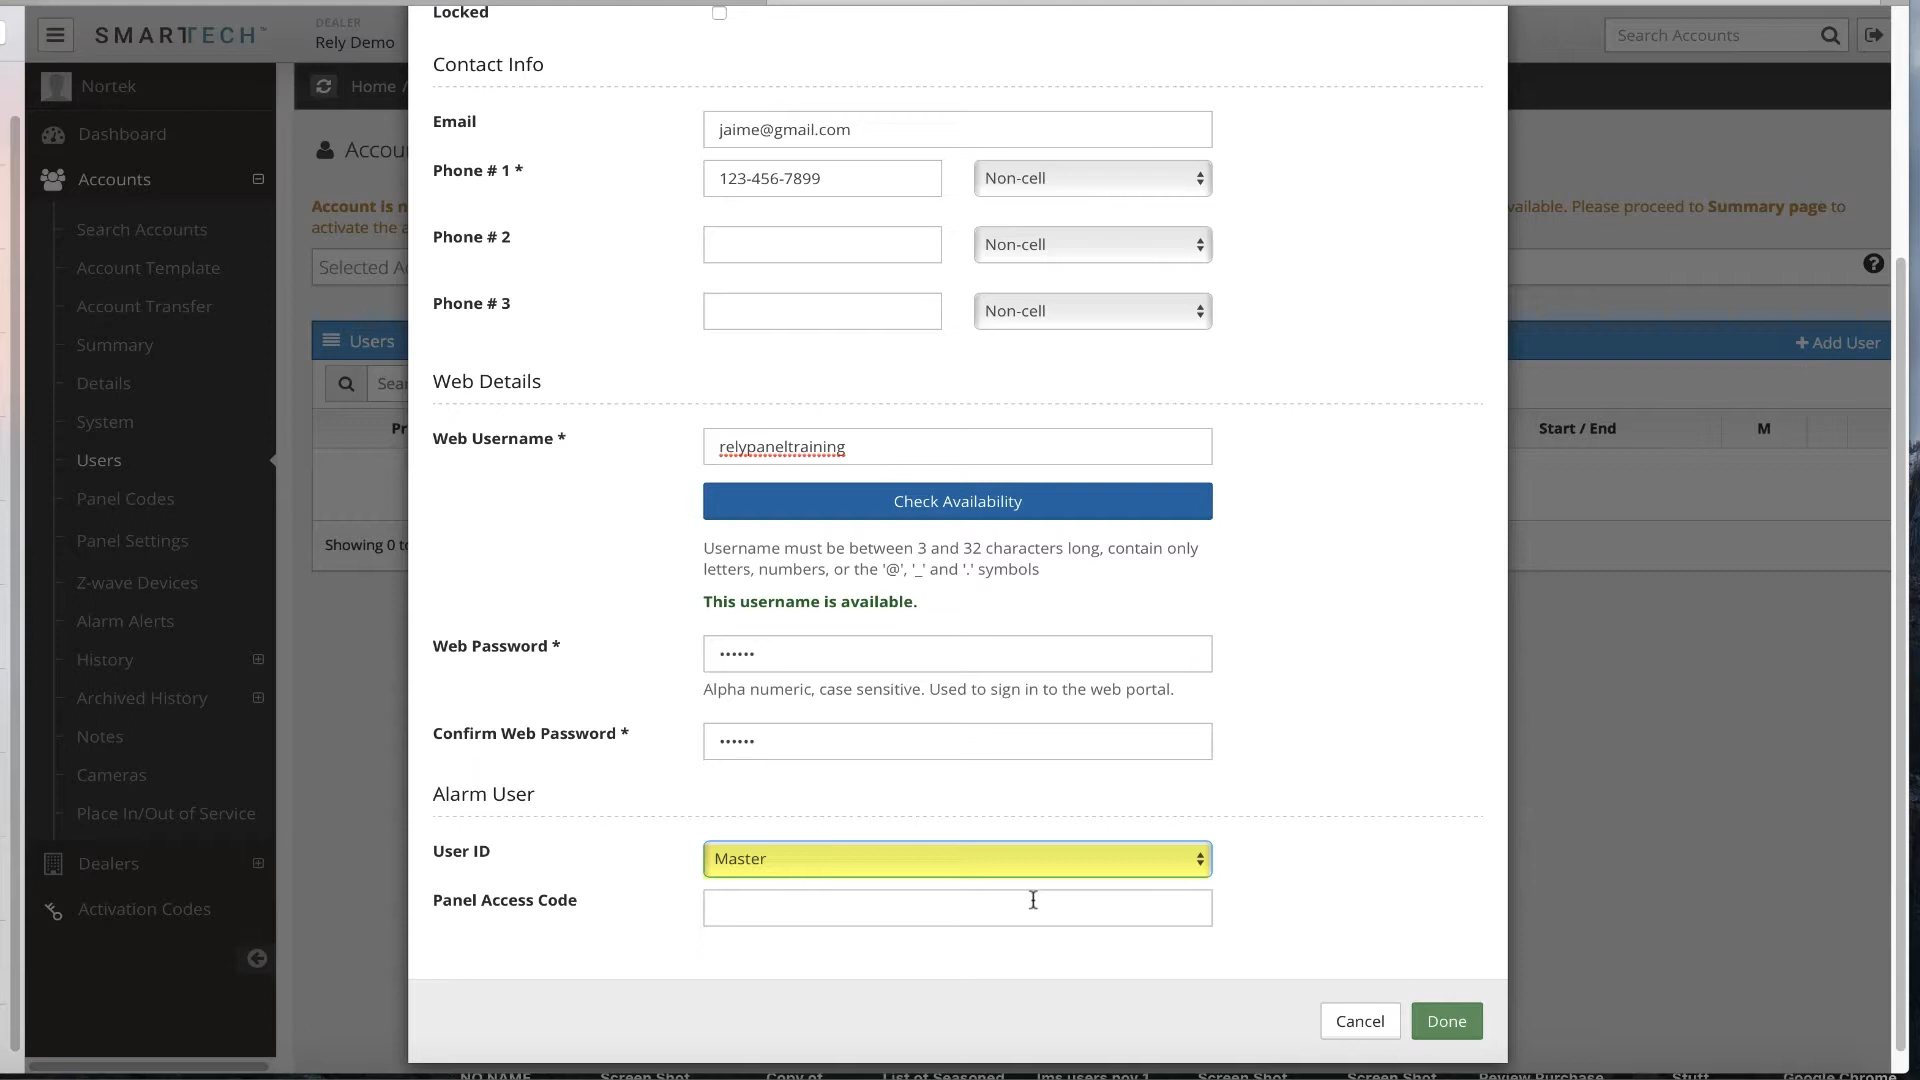 Locked
SMARTTECH™
DEALER
Rely Demo
Search Accounts
Nortek
Home /
Contact Info
Dashboard
Email
jaime@gmail.com
Accounts
Phone # 1 *
123-456-7899
Non-cell
Account is n
vailable. Please proceed to Summary page to
activate the a
Search Accounts
Phone # 2
Non-cell
Account Template
Selected Ac
Account Transfer
Phone # 3
Non-cell
Summary
Users
+ Add User
Details
Sear
Web Details
System
Pr
Start / End
M
Web Username *
relypaneltraining
Users
Panel Codes
Check Availability
Panel Settings
Showing 0 to
Username must be between 3 and 32 characters long, contain only
letters, numbers, or the '@', '_' and '.' symbols
Z-wave Devices
This username is available.
Alarm Alerts
Web Password *
••••••
History
Alpha numeric, case sensitive. Used to sign in to the web portal.
Archived History
Confirm Web Password *
••••••
Notes
Cameras
Alarm User
Place In/Out of Service
User ID
Master
Dealers
Panel Access Code
Activation Codes
Cancel
Done
NO NAME
Screen Shot
Copy of
List of Seasoned
lms users nov 1
Screen Shot
Screen Shot
Review Purchase
Stuff
Google Chrome